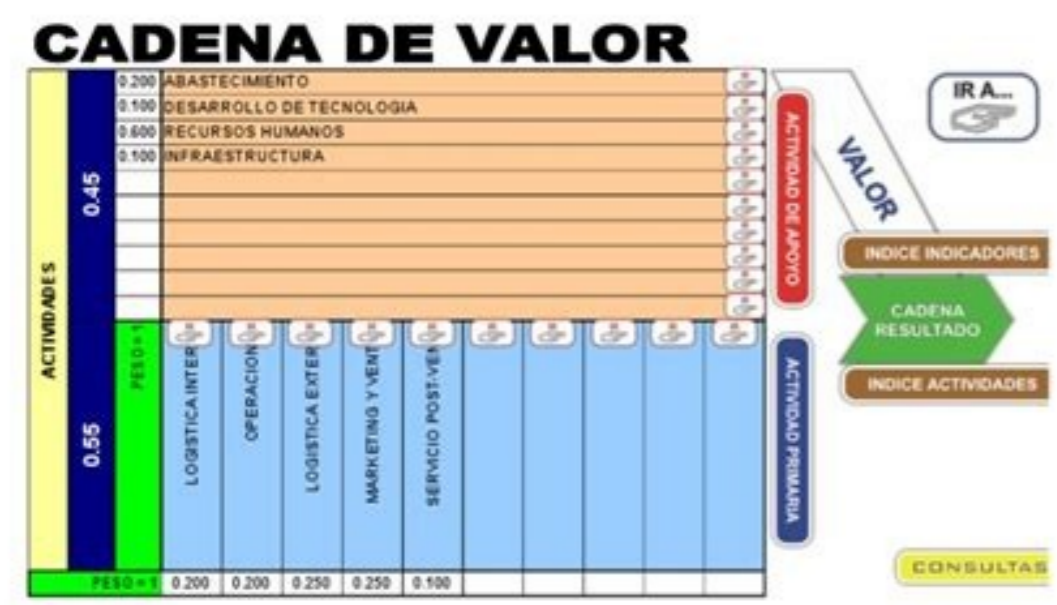 CADENA DE VALOR
0.200 ABASTECIMIENTO
0.100 DESARROLLO DE TECNOLOGIA
0.600 RECURSOS HUMANOS
0.100 INFRAESTRUCTURA
ACTIVIDADES
0.45
0.55
PESO = 1
LOGISTICA INTER
OPERACION
LOGISTICA EXTER
MARKETING Y VENT
SERVICIO POST-VEN
PESO = 1 0.200 0.200 0.250 0.250 0.100
ACTIVIDAD DE APOYO
ACTIVIDAD PRIMARIA
VALOR
IR A...
INDICE INDICADORES
CADENA
RESULTADO
INDICE ACTIVIDADES
CONSULTAS